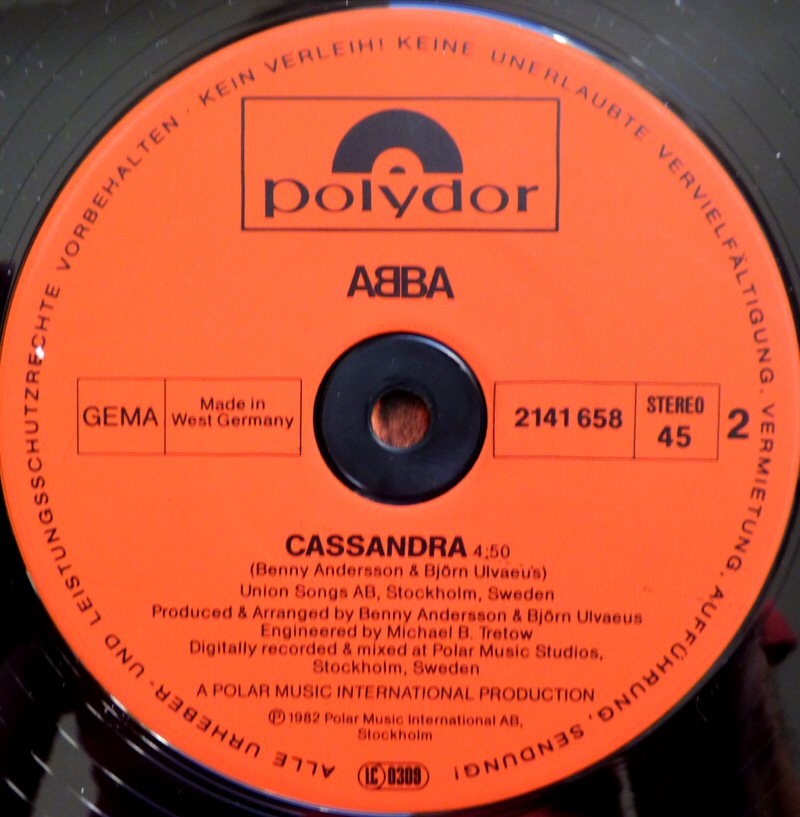 ALLE URHEBER- UND LEISTUNGSSCHUTZRECHTE VORBEHALTEN · KEIN VERLEIH! KEINE UNERLAUBTE VERVIELFÄLTIGUNG, VERMIETUNG, AUFFÜHRUNG, SENDUNG!
polydor
ABBA
GEMA
Made in
West Germany
2141 658
STEREO
45
2
CASSANDRA 4:50
(Benny Andersson & Björn Ulvaeus)
Union Songs AB, Stockholm, Sweden
Produced & Arranged by Benny Andersson & Björn Ulvaeus
Engineered by Michael B. Tretow
Digitally recorded & mixed at Polar Music Studios,
Stockholm, Sweden
A POLAR MUSIC INTERNATIONAL PRODUCTION
Ⓟ 1982 Polar Music International AB,
Stockholm
LC 0309